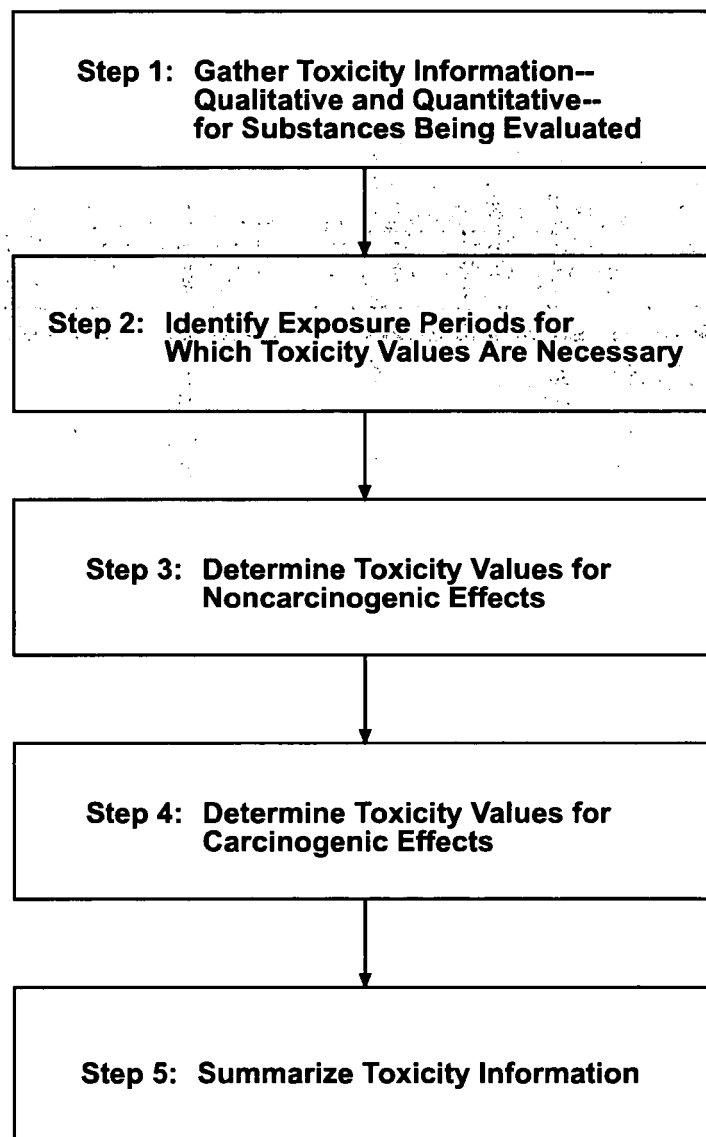 Step 1: Gather Toxicity Information--
Qualitative and Quantitative--
for Substances Being Evaluated
Step 2: Identify Exposure Periods for
Which Toxicity Values Are Necessary
Step 3: Determine Toxicity Values for
Noncarcinogenic Effects
Step 4: Determine Toxicity Values for
Carcinogenic Effects
Step 5: Summarize Toxicity Information